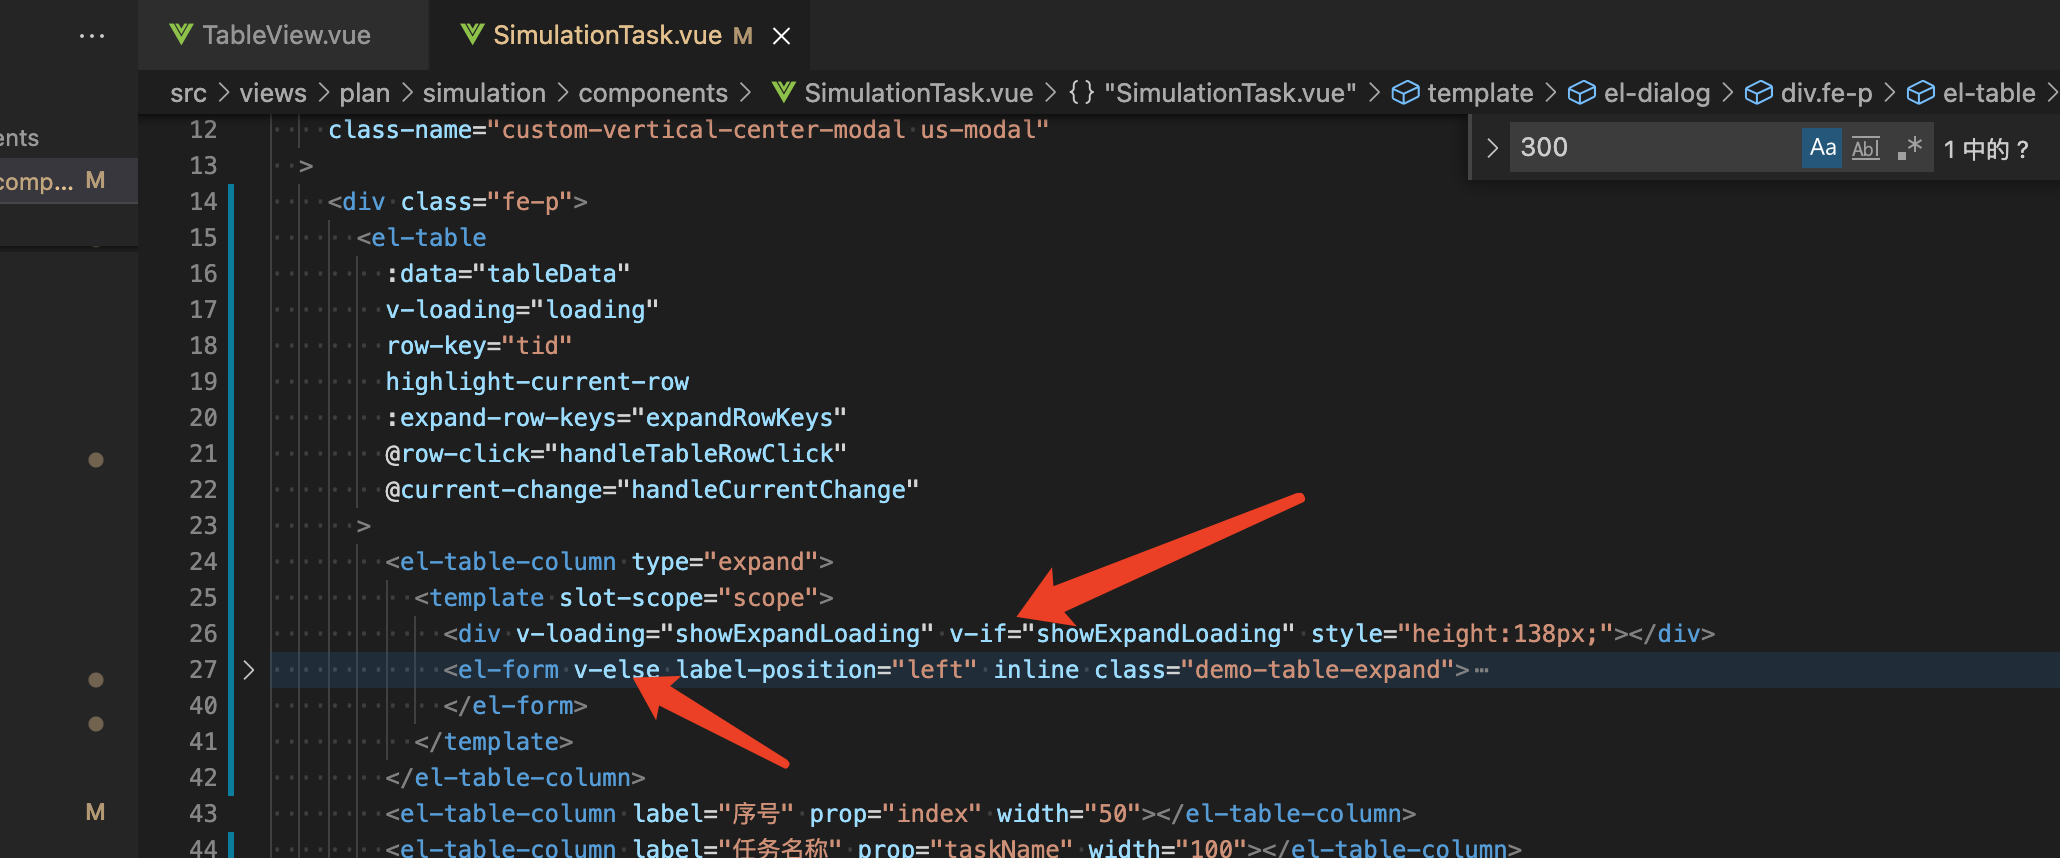 ··· TableView.vue SimulationTask.vue M ×
src > views > plan > simulation > components > SimulationTask.vue > {} "SimulationTask.vue" > template > el-dialog > div.fe-p > el-table >
ents
comp... M
M
300 Aa Abl .* 1 中的 ?
12 class-name="custom-vertical-center-modal us-modal"
13 >
14 <div class="fe-p">
15 <el-table
16 :data="tableData"
17 v-loading="loading"
18 row-key="tid"
19 highlight-current-row
20 :expand-row-keys="expandRowKeys"
21 @row-click="handleTableRowClick"
22 @current-change="handleCurrentChange"
23 >
24 <el-table-column type="expand">
25 <template slot-scope="scope">
26 <div v-loading="showExpandLoading" v-if="showExpandLoading" style="height:138px;"></div>
27 <el-form v-else label-position="left" inline class="demo-table-expand">···
40 </el-form>
41 </template>
42 </el-table-column>
43 <el-table-column label="序号" prop="index" width="50"></el-table-column>
44 <el-table-column label="任务名称" prop="taskName" width="100"></el-table-column>